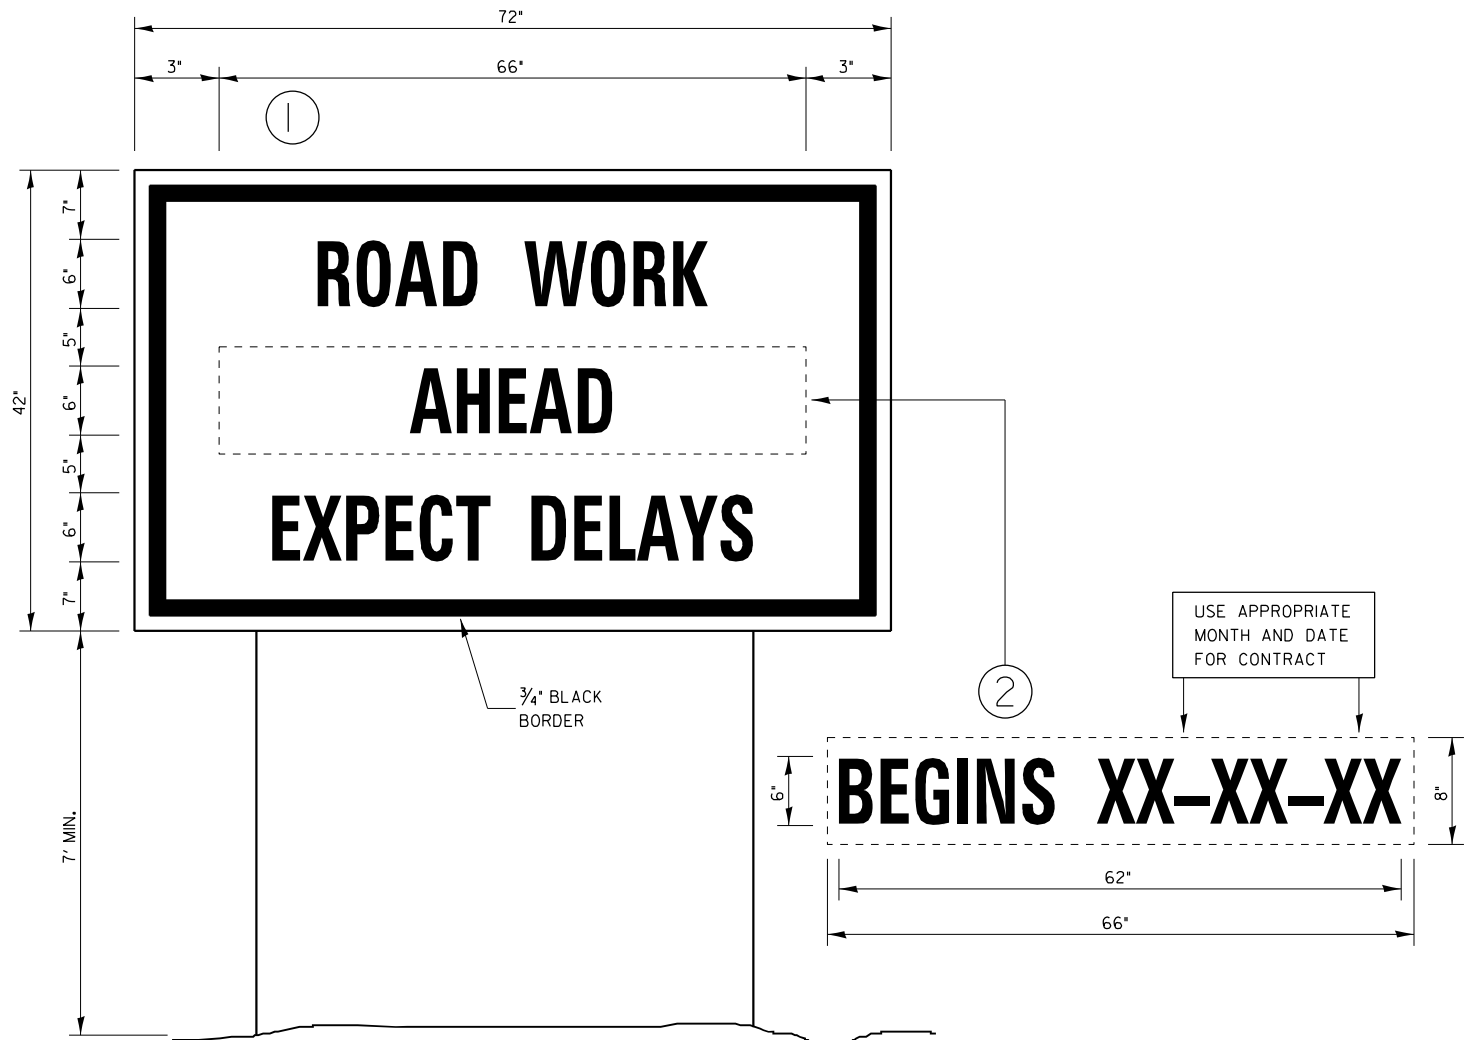 72"
3" 66" 3"
1
7"
6"
5"
6"
5"
6"
7"
42"
ROAD WORK
AHEAD
EXPECT DELAYS
¾" BLACK
BORDER
7' MIN.
2
USE APPROPRIATE
MONTH AND DATE
FOR CONTRACT
6"
BEGINS XX-XX-XX
8"
62"
66"